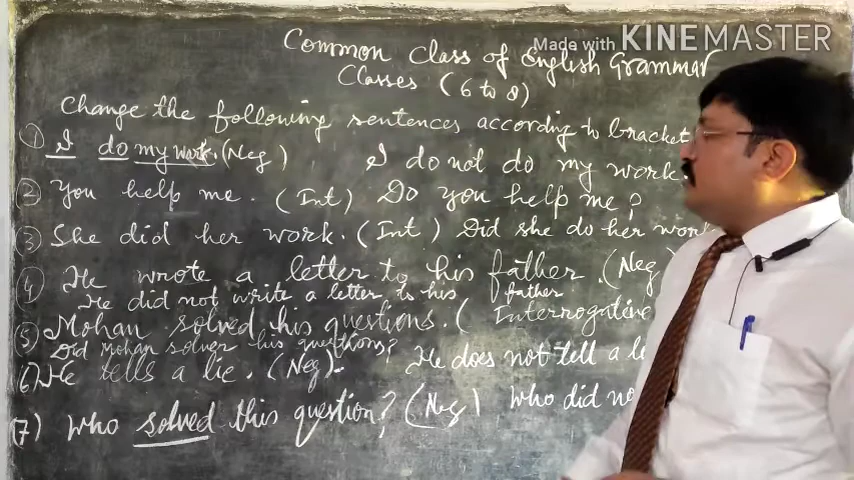 Made with KINEMASTER
Common Class of English Grammar
Classes (6 to 8)
Change the following sentences according to bracket
(1) I do my work. (Neg) I do not do my work.
(2) You help me. (Int) Do you help me?
(3) She did her work. (Int) Did she do her work
(4) He wrote a letter to his father. (Neg
He did not write a letter to his father
(5) Mohan solved his questions. (Interrogative
Did Mohan solver his questions?
(6) He tells a lie. (Neg). He does not tell a
(7) Who solved this question? (Neg) Who did